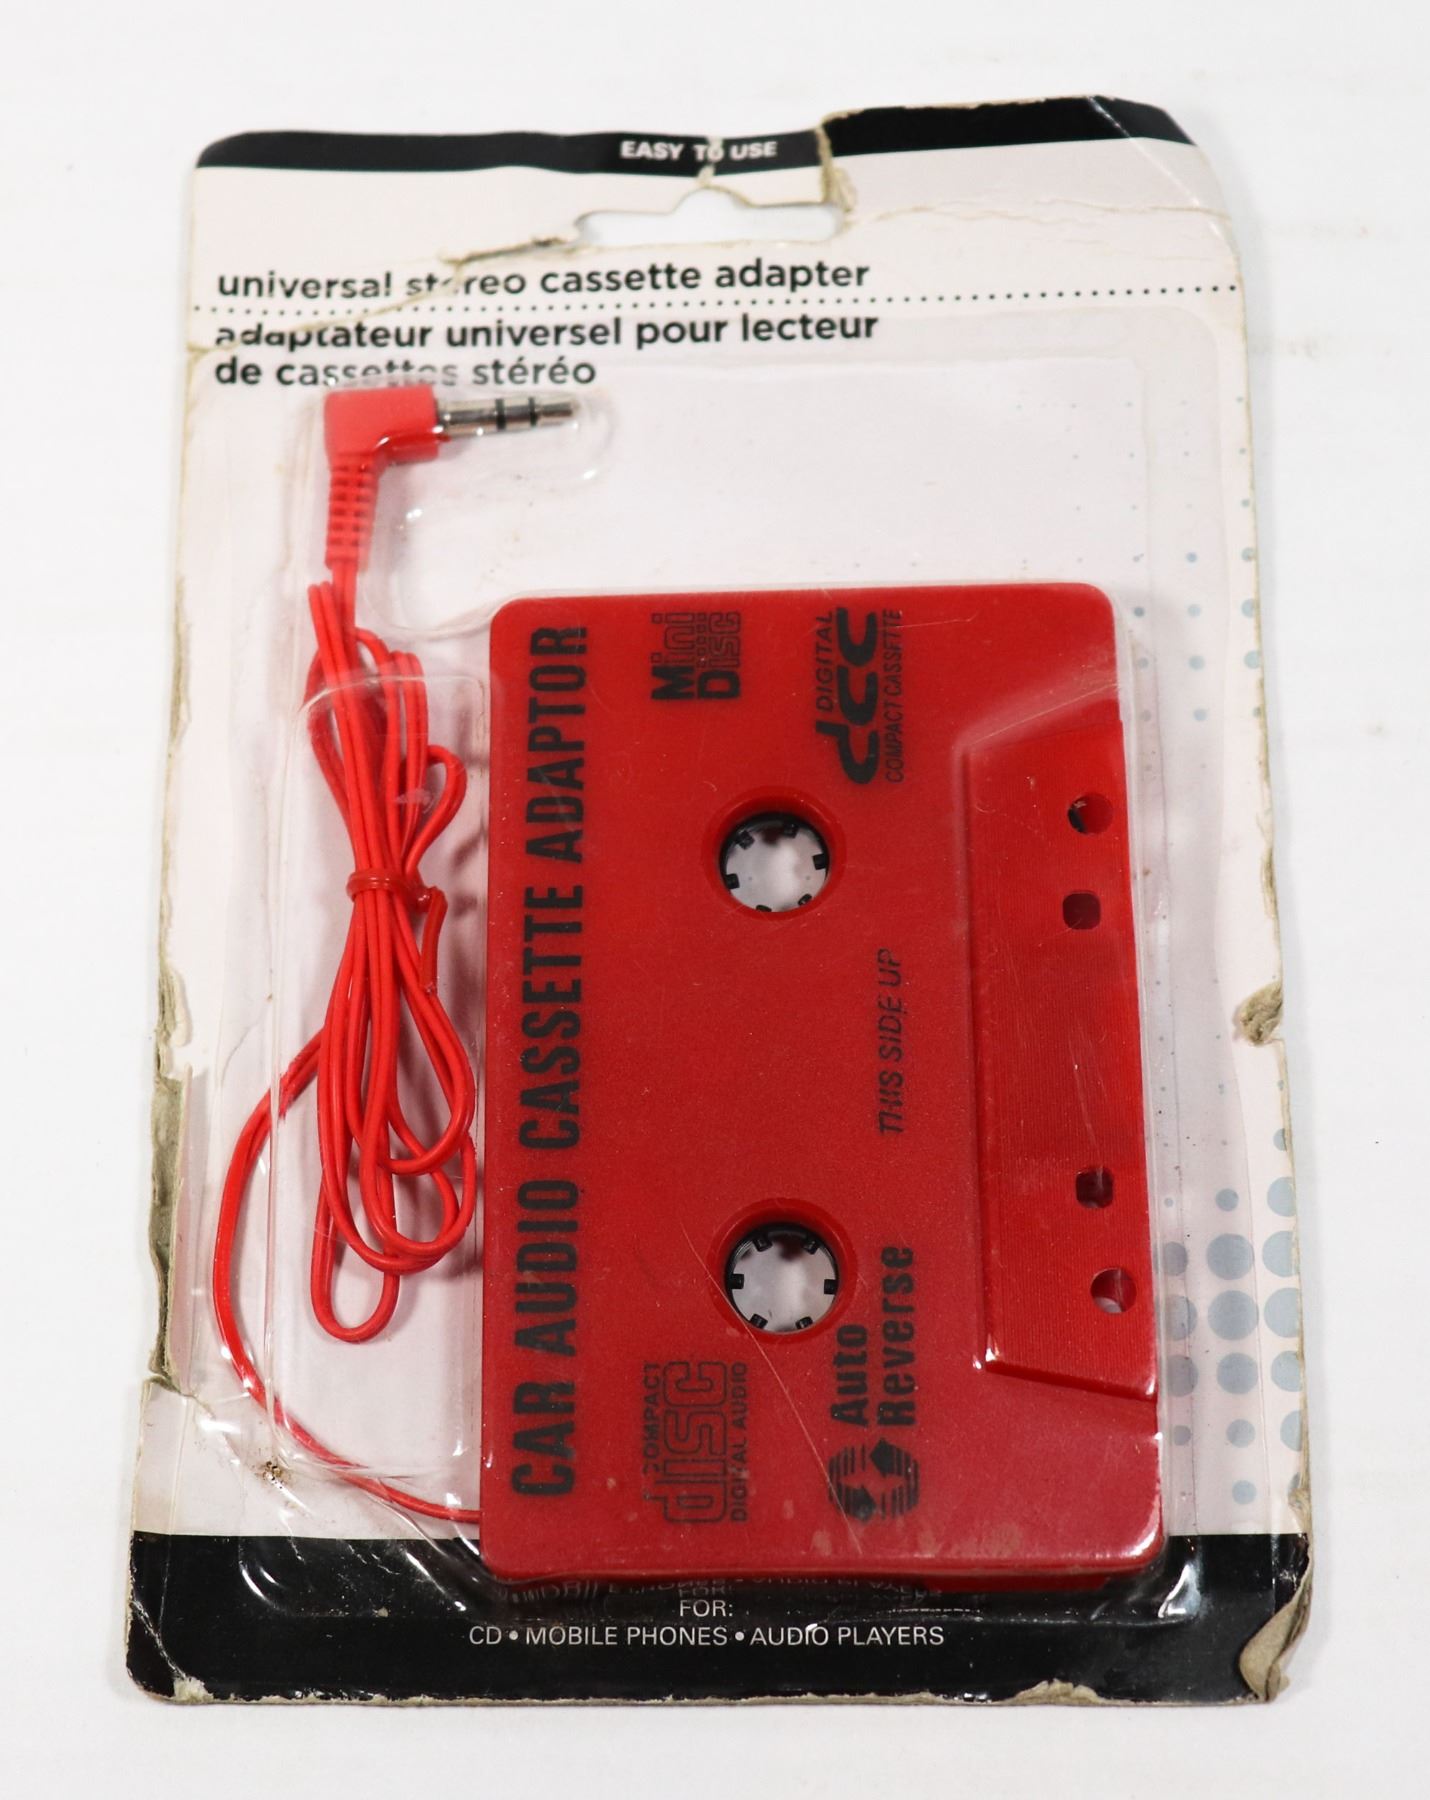 EASY TO USE
universal stereo cassette adapter
adaptateur universel pour lecteur
de cassettes stéréo
CAR AUDIO CASSETTE ADAPTOR
Mini
Disc
DIGITAL
dcc
COMPACT CASSETTE
THIS SIDE UP
COMPACT
disc
DIGITAL AUDIO
Auto
Reverse
FOR:
CD • MOBILE PHONES • AUDIO PLAYERS